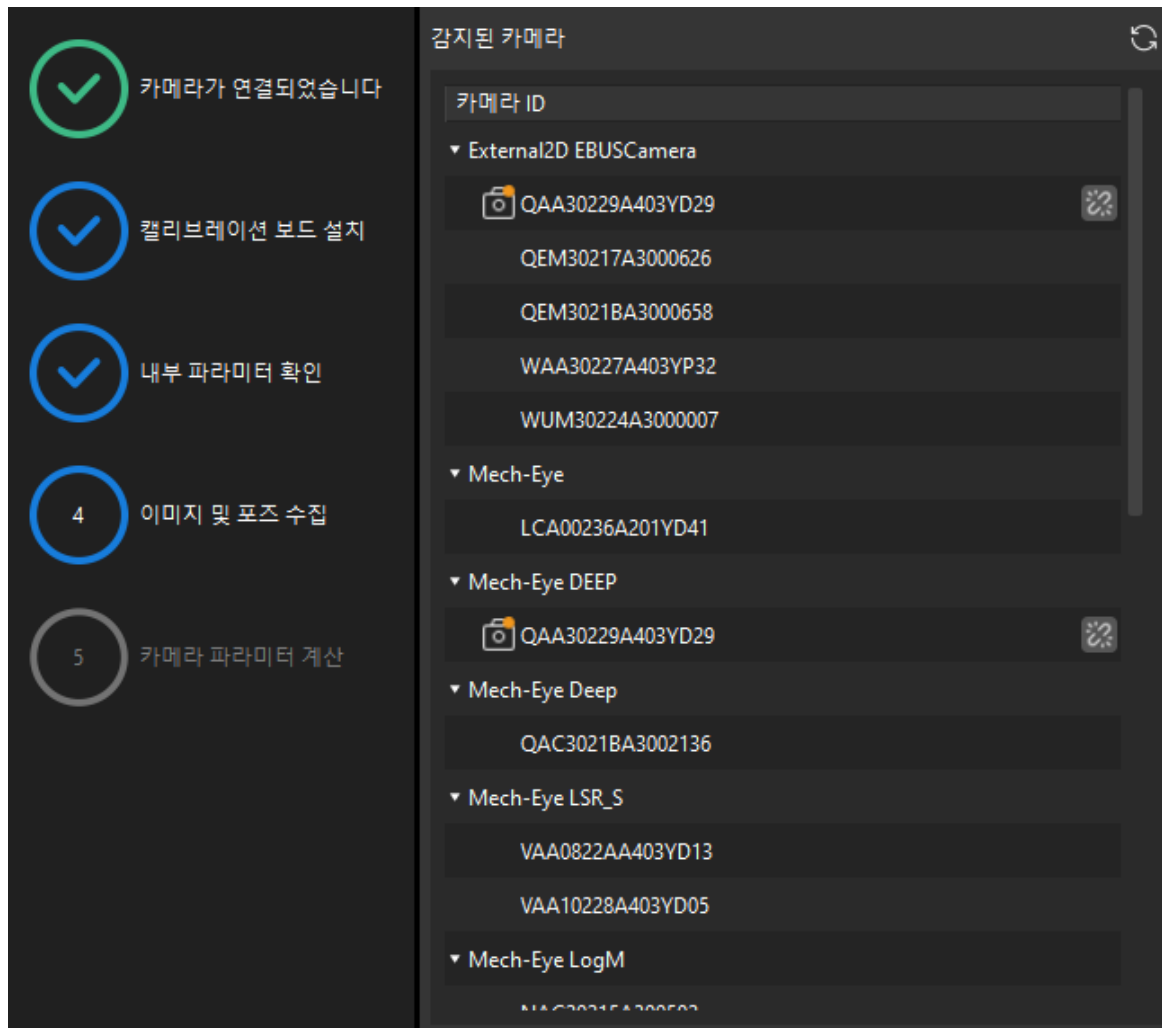 카메라가 연결되었습니다
캘리브레이션 보드 설치
내부 파라미터 확인
4
이미지 및 포즈 수집
5
카메라 파라미터 계산
감지된 카메라
카메라 ID
External2D EBUSCamera
QAA30229A403YD29
QEM30217A3000626
QEM3021BA3000658
WAA30227A403YP32
WUM30224A3000007
Mech-Eye
LCA00236A201YD41
Mech-Eye DEEP
QAA30229A403YD29
Mech-Eye Deep
QAC3021BA3002136
Mech-Eye LSR_S
VAA0822AA403YD13
VAA10228A403YD05
Mech-Eye LogM